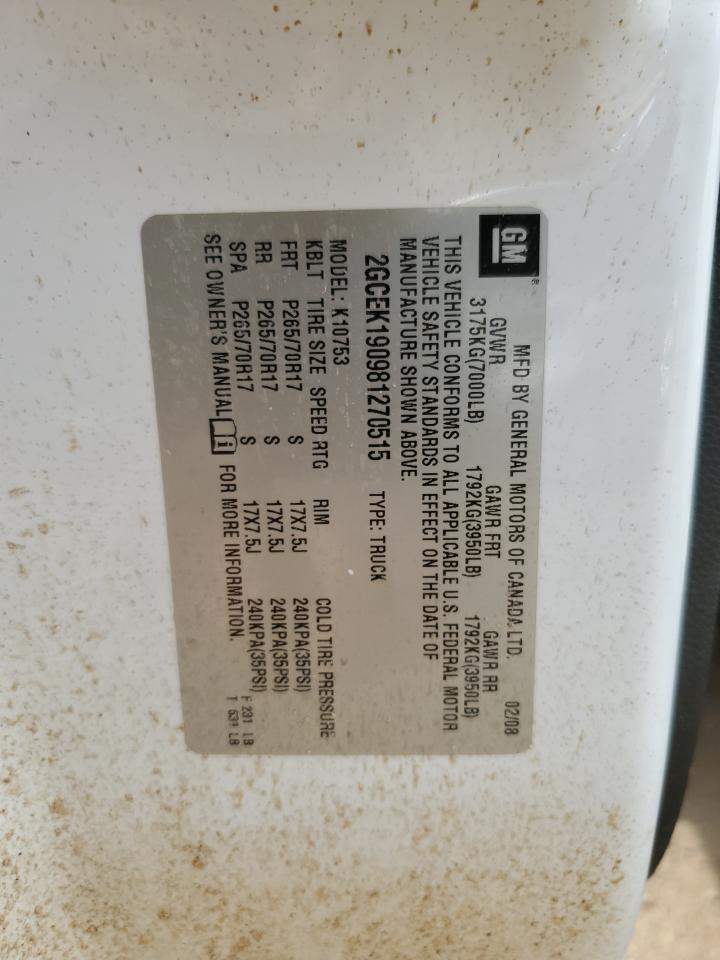 GM
MFD BY GENERAL MOTORS OF CANADA LTD. 02/08
GVWR GAWR FRT GAWR RR
3175KG(7000LB) 1792KG(3950LB) 1792KG(3950LB)
THIS VEHICLE CONFORMS TO ALL APPLICABLE U.S. FEDERAL MOTOR
VEHICLE SAFETY STANDARDS IN EFFECT ON THE DATE OF
MANUFACTURE SHOWN ABOVE.
2GCEK190981270515 TYPE: TRUCK
MODEL: K10753
KBLT TIRE SIZE SPEED RTG RIM COLD TIRE PRESSURE
FRT P265/70R17 S 17X7.5J 240KPA(35PSI)
RR P265/70R17 S 17X7.5J 240KPA(35PSI)
SPA P265/70R17 S 17X7.5J 240KPA(35PSI)
SEE OWNER'S MANUAL FOR MORE INFORMATION.
F 231 LB
T 531 LB